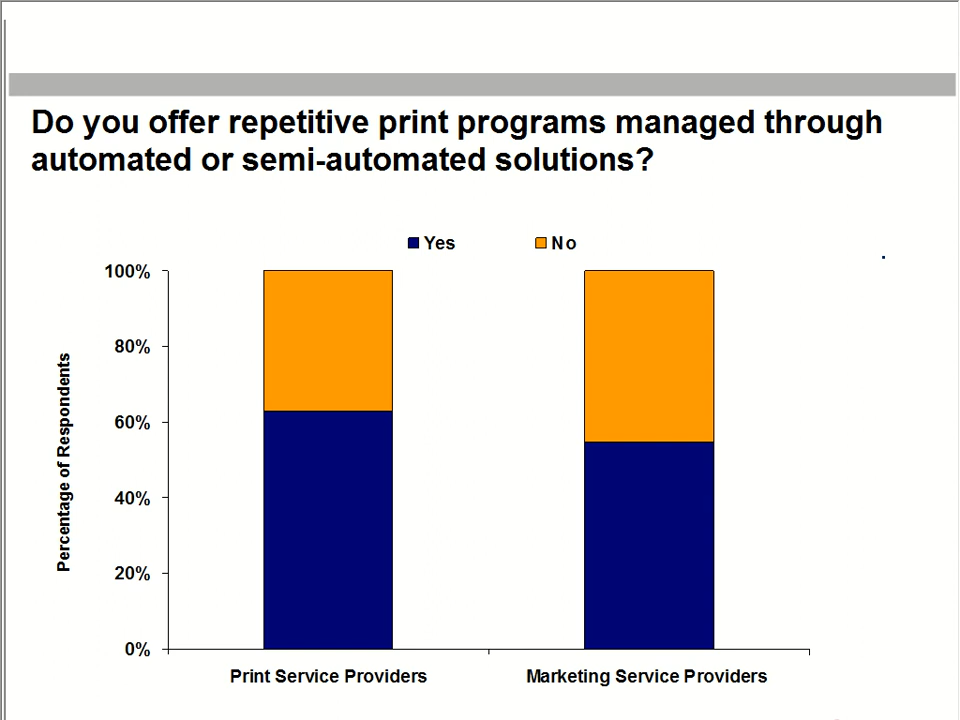 Do you offer repetitive print programs managed through
automated or semi-automated solutions?
Yes No
100%
80%
60%
40%
20%
0%
Percentage of Respondents
Print Service Providers Marketing Service Providers